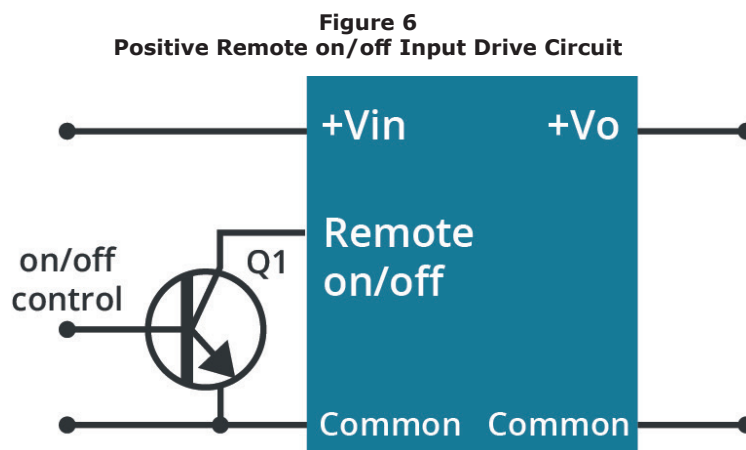 Figure 6
Positive Remote on/off Input Drive Circuit
+Vin
+Vo
Remote
on/off
Q1
on/off
control
Common
Common